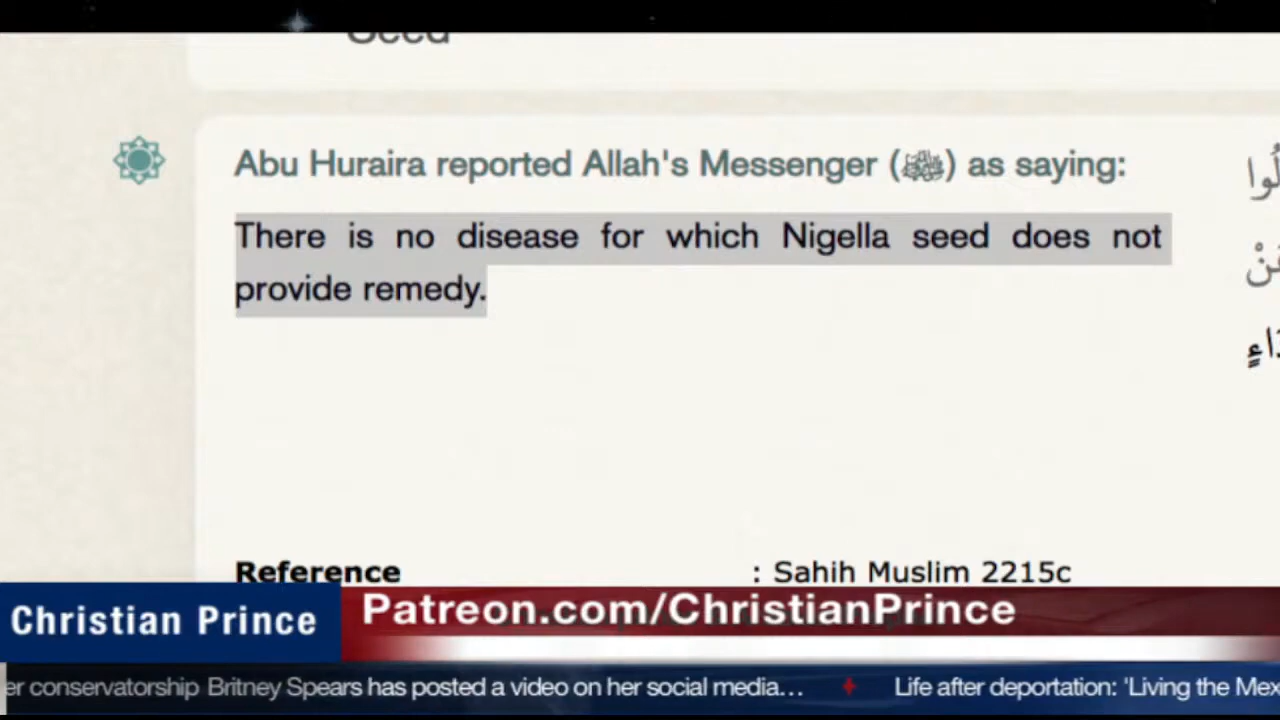 Seed
Abu Huraira reported Allah's Messenger (ﷺ) as saying:
There is no disease for which Nigella seed does not
provide remedy.
Reference : Sahih Muslim 2215c
Christian Prince
Patreon.com/ChristianPrince
er conservatorship Britney Spears has posted a video on her social media... Life after deportation: 'Living the Mex